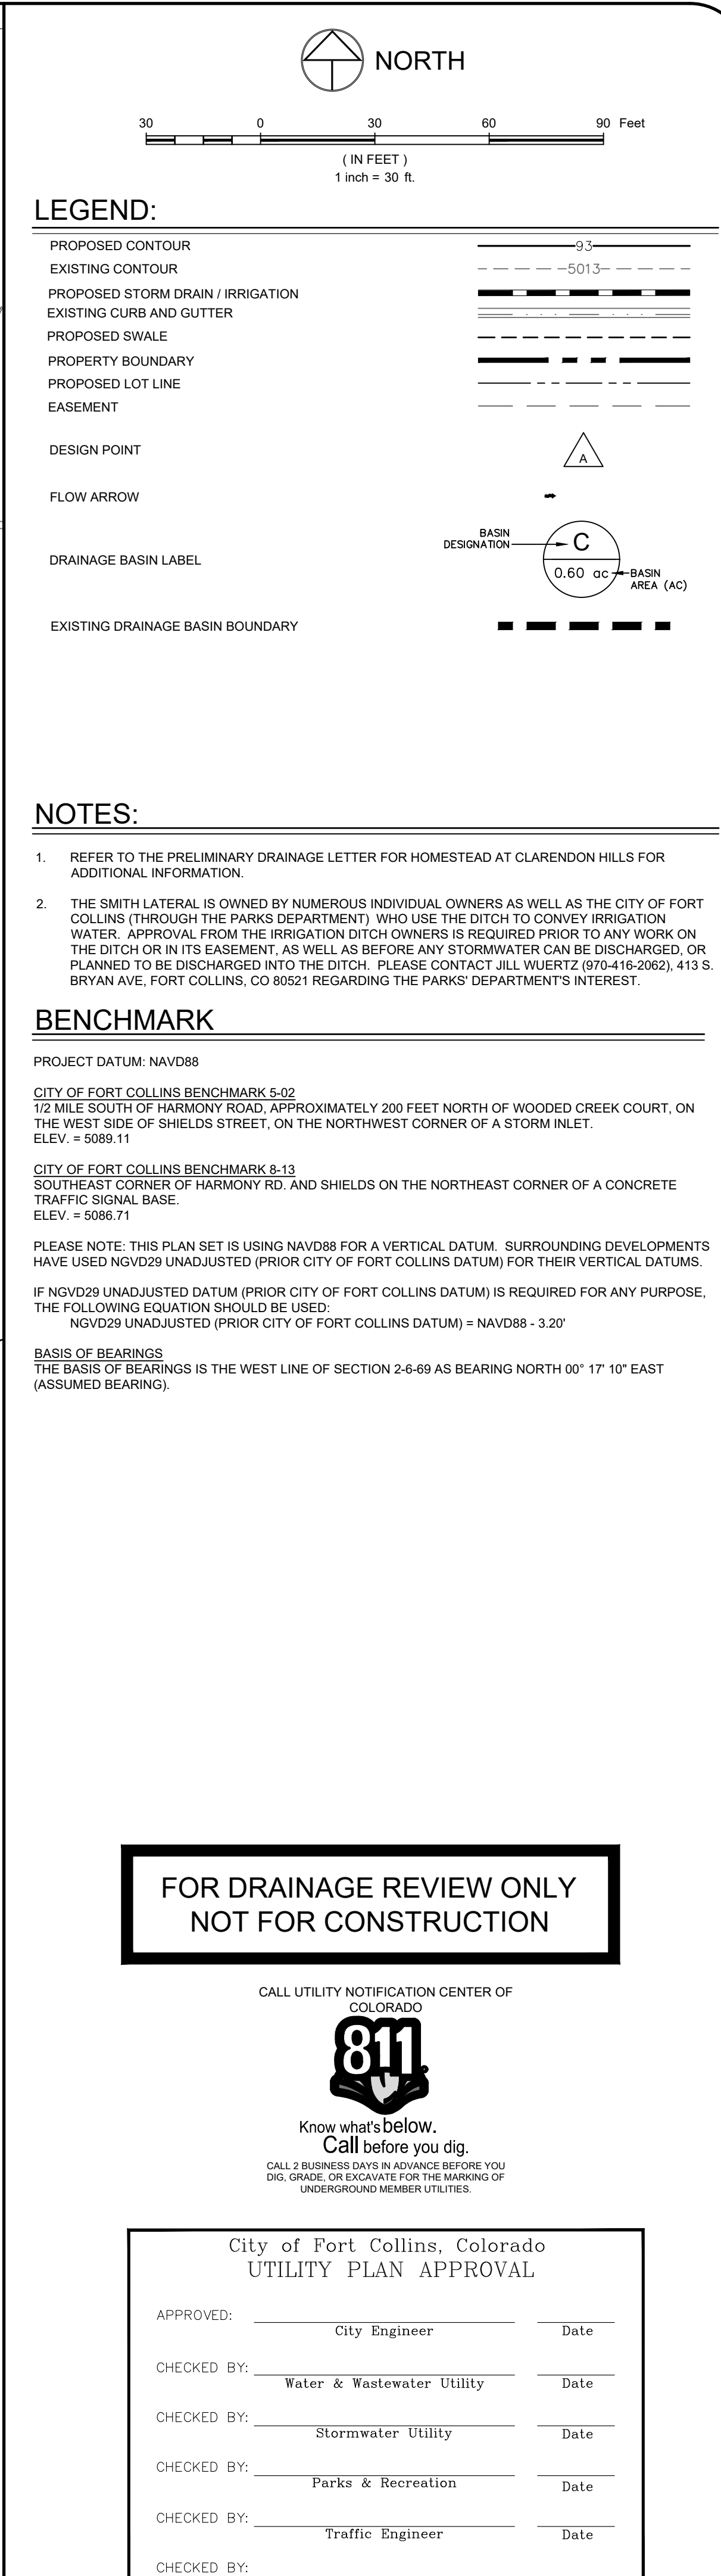 NORTH
30 0 30 60 90 Feet
( IN FEET )
1 inch = 30 ft.
LEGEND:
PROPOSED CONTOUR 93
EXISTING CONTOUR 5013
PROPOSED STORM DRAIN / IRRIGATION
EXISTING CURB AND GUTTER
PROPOSED SWALE
PROPERTY BOUNDARY
PROPOSED LOT LINE
EASEMENT
DESIGN POINT A
FLOW ARROW
DRAINAGE BASIN LABEL
BASIN
DESIGNATION
C
0.60 ac
BASIN
AREA (AC)
EXISTING DRAINAGE BASIN BOUNDARY
NOTES:
1. REFER TO THE PRELIMINARY DRAINAGE LETTER FOR HOMESTEAD AT CLARENDON HILLS FOR
ADDITIONAL INFORMATION.
2. THE SMITH LATERAL IS OWNED BY NUMEROUS INDIVIDUAL OWNERS AS WELL AS THE CITY OF FORT
COLLINS (THROUGH THE PARKS DEPARTMENT) WHO USE THE DITCH TO CONVEY IRRIGATION
WATER. APPROVAL FROM THE IRRIGATION DITCH OWNERS IS REQUIRED PRIOR TO ANY WORK ON
THE DITCH OR IN ITS EASEMENT, AS WELL AS BEFORE ANY STORMWATER CAN BE DISCHARGED, OR
PLANNED TO BE DISCHARGED INTO THE DITCH. PLEASE CONTACT JILL WUERTZ (970-416-2062), 413 S.
BRYAN AVE, FORT COLLINS, CO 80521 REGARDING THE PARKS' DEPARTMENT'S INTEREST.
BENCHMARK
PROJECT DATUM: NAVD88
CITY OF FORT COLLINS BENCHMARK 5-02
1/2 MILE SOUTH OF HARMONY ROAD, APPROXIMATELY 200 FEET NORTH OF WOODED CREEK COURT, ON
THE WEST SIDE OF SHIELDS STREET, ON THE NORTHWEST CORNER OF A STORM INLET.
ELEV. = 5089.11
CITY OF FORT COLLINS BENCHMARK 8-13
SOUTHEAST CORNER OF HARMONY RD. AND SHIELDS ON THE NORTHEAST CORNER OF A CONCRETE
TRAFFIC SIGNAL BASE.
ELEV. = 5086.71
PLEASE NOTE: THIS PLAN SET IS USING NAVD88 FOR A VERTICAL DATUM. SURROUNDING DEVELOPMENTS
HAVE USED NGVD29 UNADJUSTED (PRIOR CITY OF FORT COLLINS DATUM) FOR THEIR VERTICAL DATUMS.
IF NGVD29 UNADJUSTED DATUM (PRIOR CITY OF FORT COLLINS DATUM) IS REQUIRED FOR ANY PURPOSE,
THE FOLLOWING EQUATION SHOULD BE USED:
NGVD29 UNADJUSTED (PRIOR CITY OF FORT COLLINS DATUM) = NAVD88 - 3.20'
BASIS OF BEARINGS
THE BASIS OF BEARINGS IS THE WEST LINE OF SECTION 2-6-69 AS BEARING NORTH 00° 17' 10" EAST
(ASSUMED BEARING).
FOR DRAINAGE REVIEW ONLY
NOT FOR CONSTRUCTION
CALL UTILITY NOTIFICATION CENTER OF
COLORADO
811
Know what's below.
Call before you dig.
CALL 2 BUSINESS DAYS IN ADVANCE BEFORE YOU
DIG, GRADE, OR EXCAVATE FOR THE MARKING OF
UNDERGROUND MEMBER UTILITIES.
City of Fort Collins, Colorado
UTILITY PLAN APPROVAL
APPROVED:
City Engineer Date
CHECKED BY:
Water & Wastewater Utility Date
CHECKED BY:
Stormwater Utility Date
CHECKED BY:
Parks & Recreation Date
CHECKED BY:
Traffic Engineer Date
CHECKED BY: